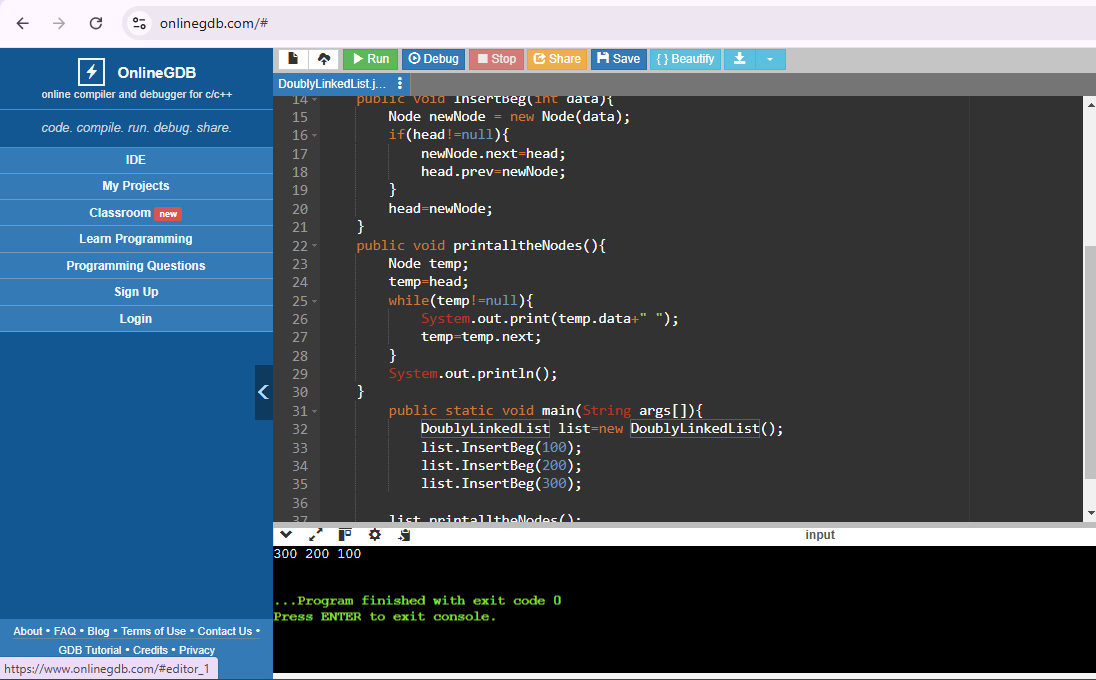 onlinegdb.com/#
OnlineGDB
online compiler and debugger for c/c++
code. compile. run. debug. share.
IDE
My Projects
Classroom new
Learn Programming
Programming Questions
Sign Up
Login
About • FAQ • Blog • Terms of Use • Contact Us •
GDB Tutorial • Credits • Privacy
https://www.onlinegdb.com/#editor_1
Run Debug Stop Share Save { } Beautify
DoublyLinkedList.j...
14 public void InsertBeg(int data){
15 Node newNode = new Node(data);
16 if(head!=null){
17 newNode.next=head;
18 head.prev=newNode;
19 }
20 head=newNode;
21 }
22 public void printalltheNodes(){
23 Node temp;
24 temp=head;
25 while(temp!=null){
26 System.out.print(temp.data+" ");
27 temp=temp.next;
28 }
29 System.out.println();
30 }
31 public static void main(String args[]){
32 DoublyLinkedList list=new DoublyLinkedList();
33 list.InsertBeg(100);
34 list.InsertBeg(200);
35 list.InsertBeg(300);
36
37 list.printalltheNodes();
input
300 200 100
...Program finished with exit code 0
Press ENTER to exit console.